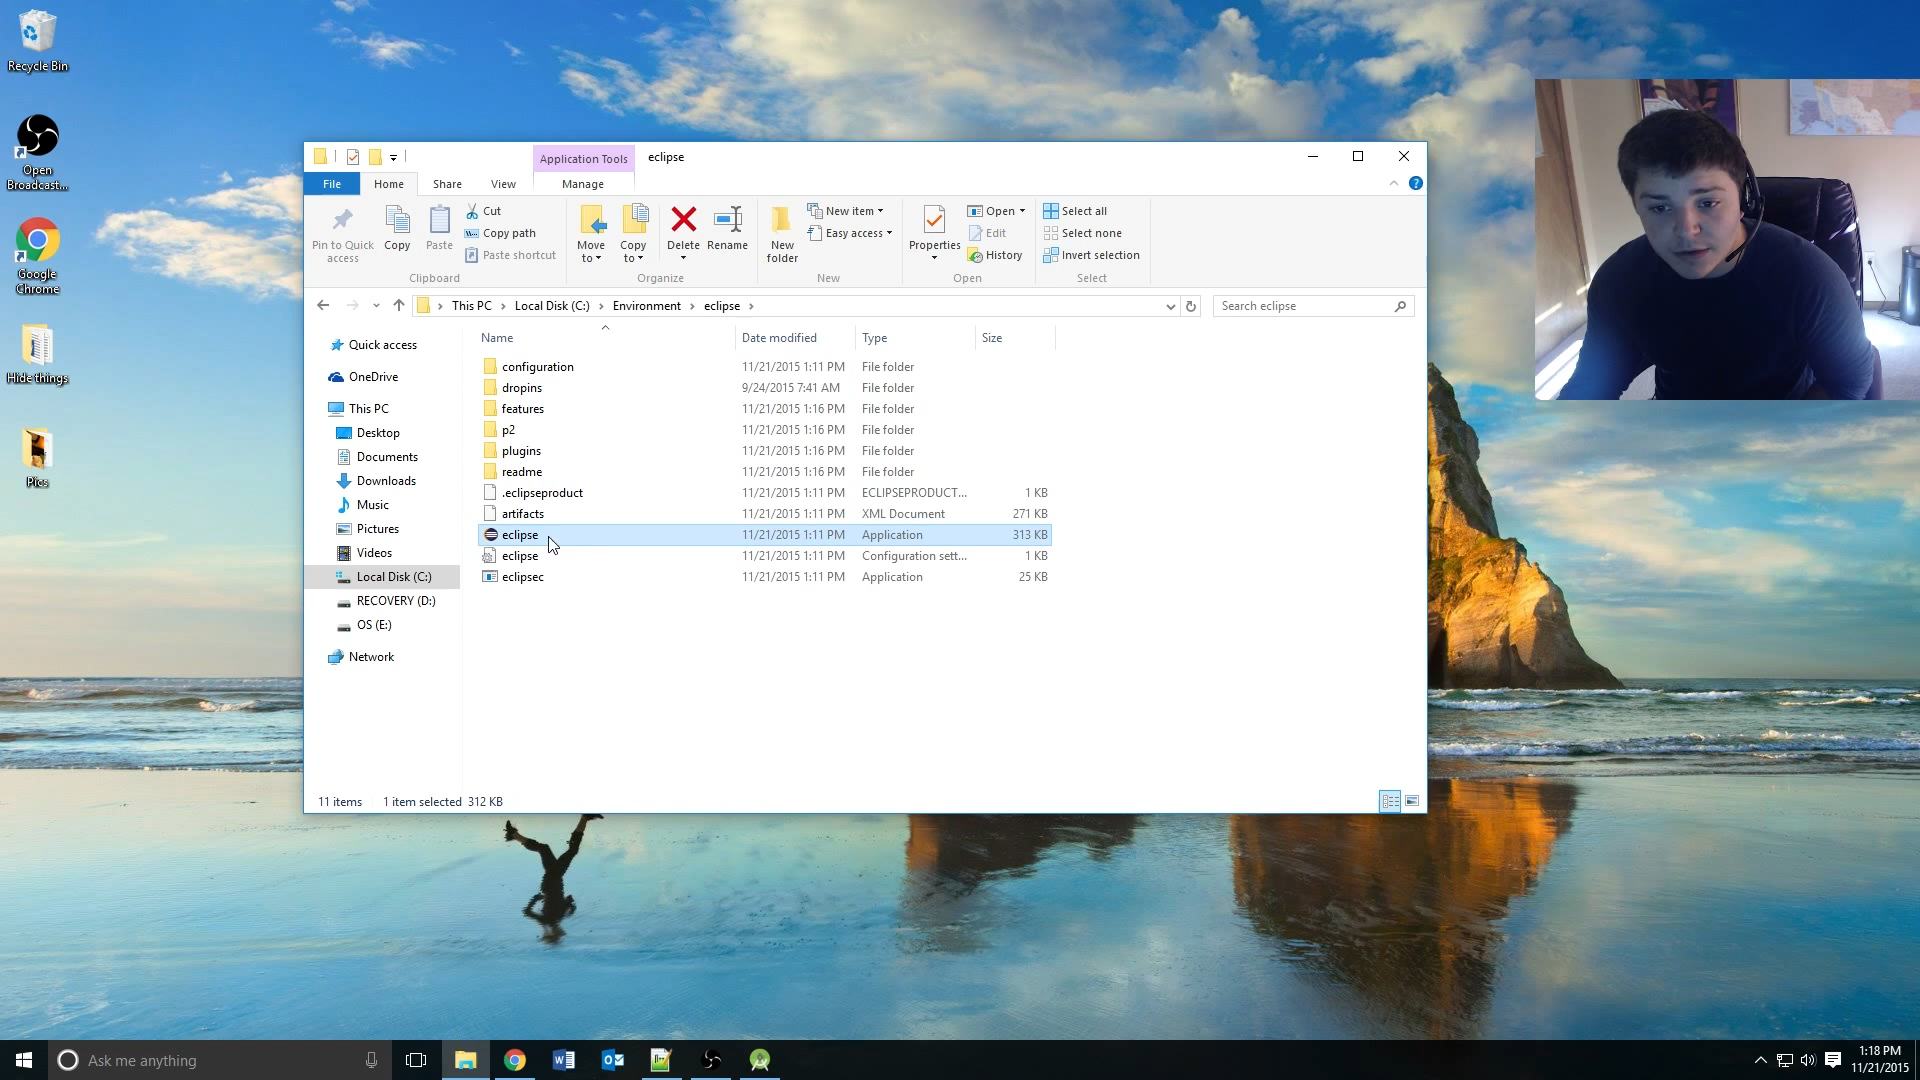 Recycle Bin
Open
Broadcast...
Google
Chrome
Hide things
Pics
Application Tools
eclipse
File
Home
Share
View
Manage
Pin to Quick
access
Copy
Paste
Cut
Copy path
Paste shortcut
Clipboard
Move
to
Copy
to
Delete
Rename
Organize
New
folder
New item
Easy access
New
Properties
Open
Edit
History
Open
Select all
Select none
Invert selection
Select
This PC
Local Disk (C:)
Environment
eclipse
Search eclipse
Quick access
OneDrive
This PC
Desktop
Documents
Downloads
Music
Pictures
Videos
Local Disk (C:)
RECOVERY (D:)
OS (E:)
Network
Name Date modified Type Size
configuration 11/21/2015 1:11 PM File folder
dropins 9/24/2015 7:41 AM File folder
features 11/21/2015 1:16 PM File folder
p2 11/21/2015 1:16 PM File folder
plugins 11/21/2015 1:16 PM File folder
readme 11/21/2015 1:16 PM File folder
.eclipseproduct 11/21/2015 1:11 PM ECLIPSEPRODUCT... 1 KB
artifacts 11/21/2015 1:11 PM XML Document 271 KB
eclipse 11/21/2015 1:11 PM Application 313 KB
eclipse 11/21/2015 1:11 PM Configuration sett... 1 KB
eclipsec 11/21/2015 1:11 PM Application 25 KB
11 items 1 item selected 312 KB
Ask me anything
1:18 PM
11/21/2015